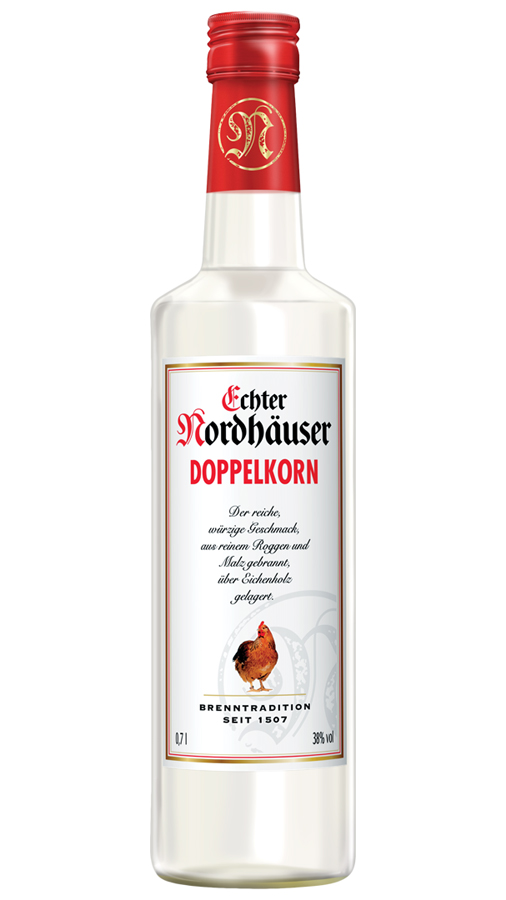 N
Echter
Nordhäuser
DOPPELKORN
Der reiche,
würzige Geschmack,
aus reinem Roggen und
Malz gebrannt,
über Eichenholz
gelagert.
BRENNTRADITION
SEIT 1507
0,7 l 38% vol